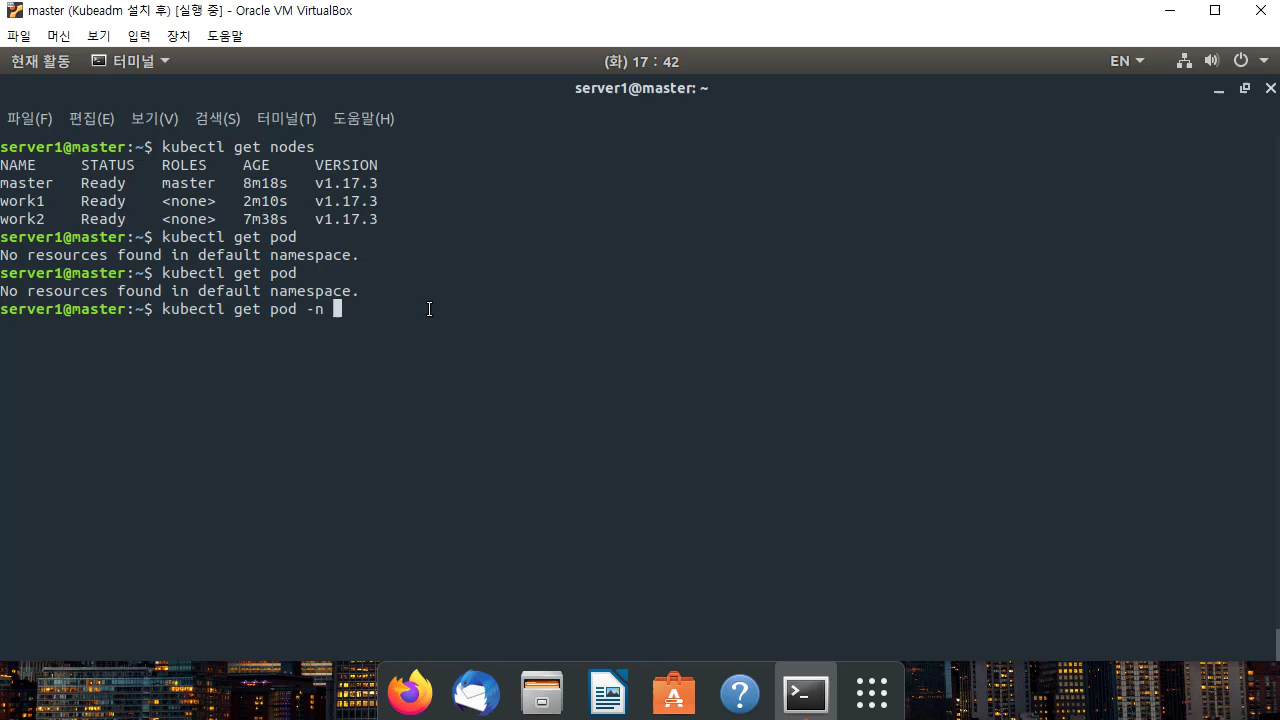 master (Kubeadm 설치 후) [실행 중] - Oracle VM VirtualBox
파일 머신 보기 입력 장치 도움말
현재 활동 터미널 (화) 17 : 42 EN
server1@master: ~
파일(F) 편집(E) 보기(V) 검색(S) 터미널(T) 도움말(H)
server1@master:~$ kubectl get nodes
NAME STATUS ROLES AGE VERSION
master Ready master 8m18s v1.17.3
work1 Ready <none> 2m10s v1.17.3
work2 Ready <none> 7m38s v1.17.3
server1@master:~$ kubectl get pod
No resources found in default namespace.
server1@master:~$ kubectl get pod
No resources found in default namespace.
server1@master:~$ kubectl get pod -n